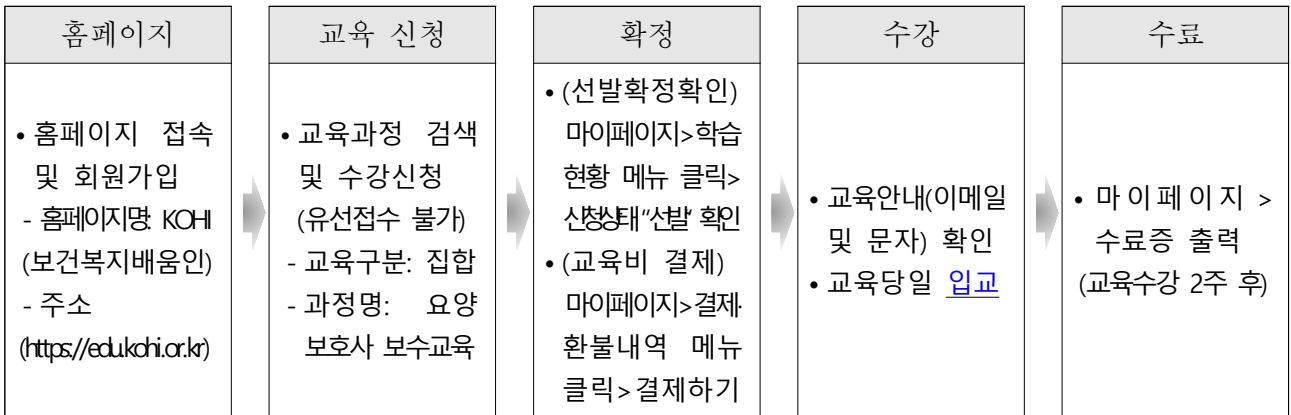 홈페이지
• 홈페이지 접속
및 회원가입
- 홈페이지명: KOHI
(보건복지배움인)
- 주소
(https://edu.kohi.or.kr)
교육 신청
• 교육과정 검색
및 수강신청
(유선접수 불가)
- 교육구분: 집합
- 과정명: 요양
보호사 보수교육
확정
• (선발확정확인)
마이페이지>학습
현황 메뉴 클릭>
신청상태 "선발" 확인
• (교육비 결제)
마이페이지>결제·
환불내역 메뉴
클릭>결제하기
수강
• 교육안내(이메일
및 문자) 확인
• 교육당일 입교
수료
• 마이페이지 >
수료증 출력
(교육수강 2주 후)